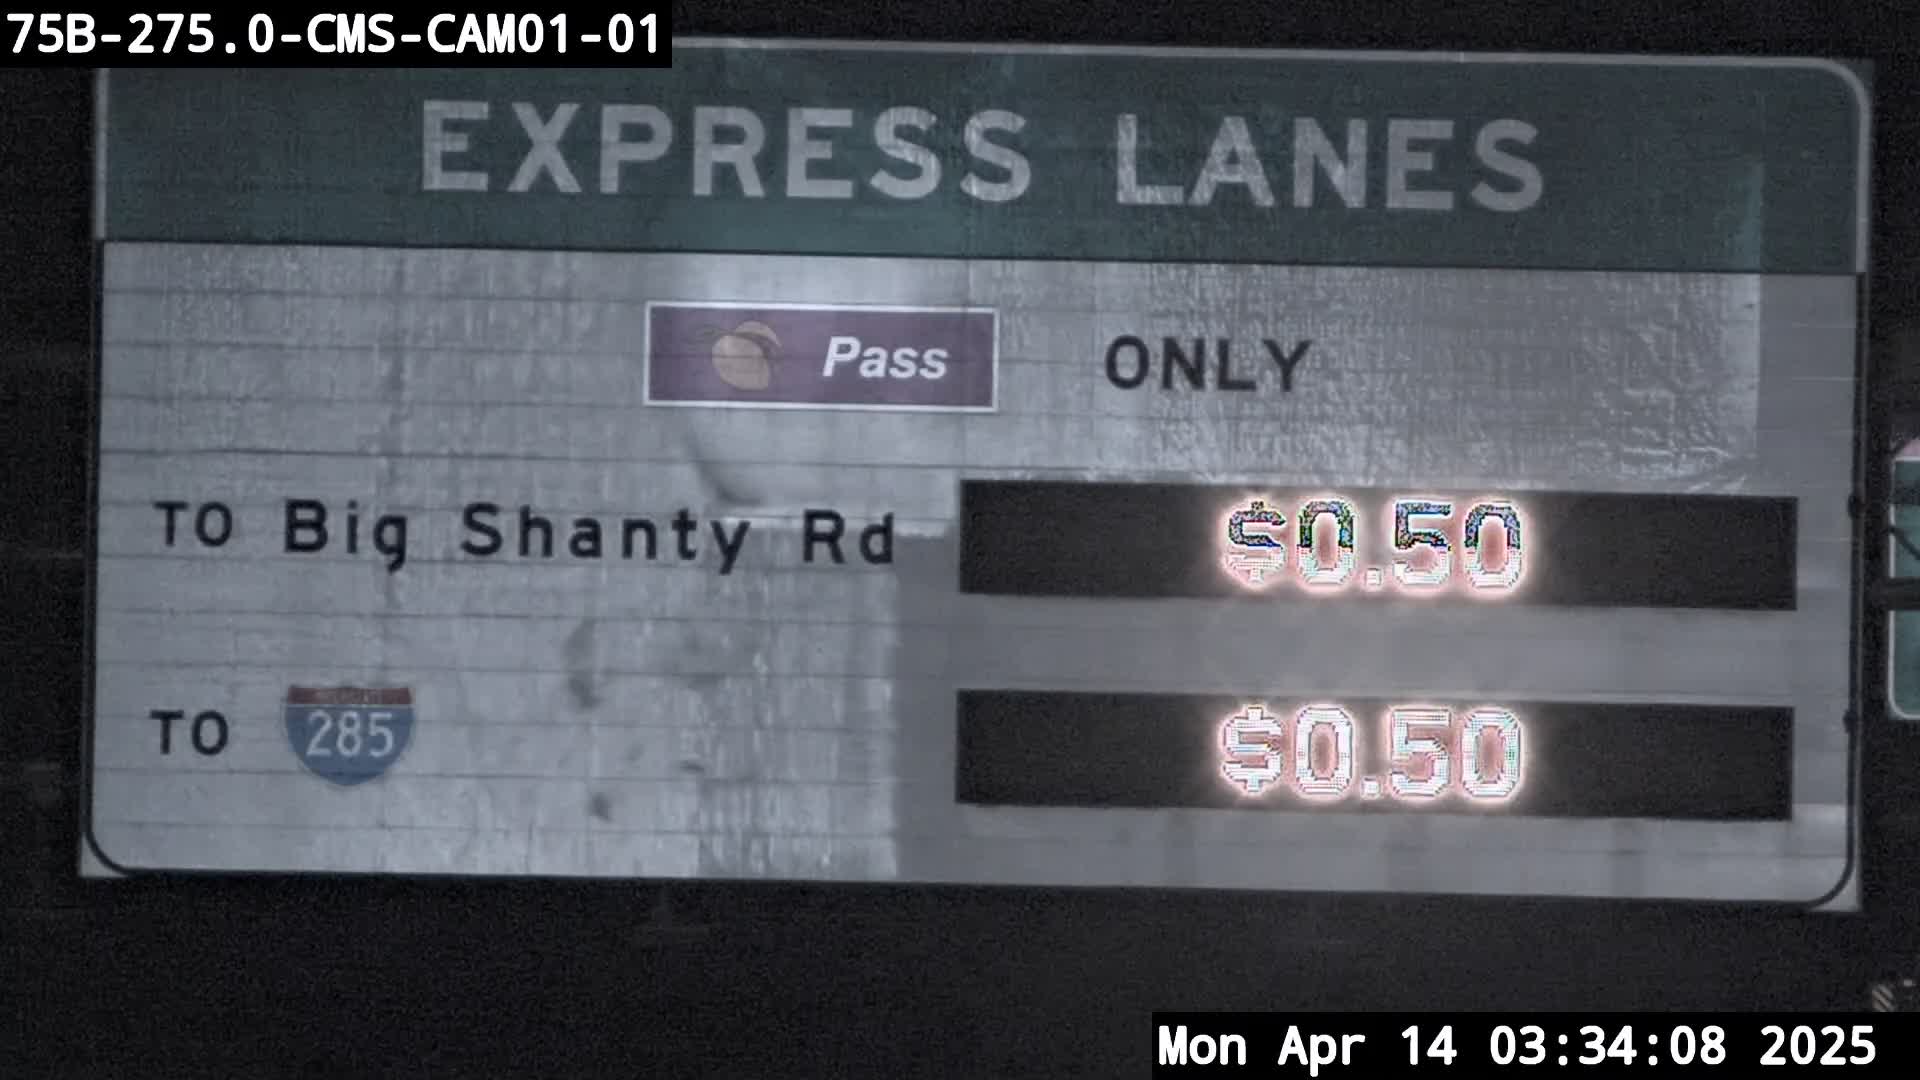 75B-275.0-CMS-CAM01-01
EXPRESS LANES
Pass ONLY
TO Big Shanty Rd $0.50
TO 285 $0.50
Mon Apr 14 03:34:08 2025